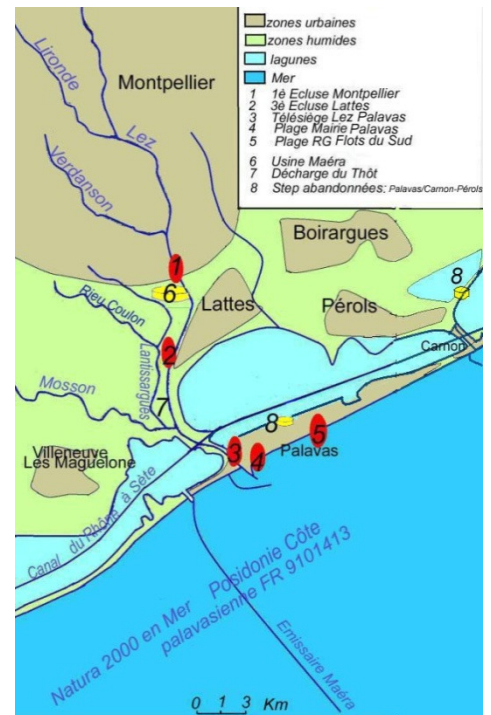 zones urbaines
zones humides
lagunes
Mer
1 1è Ecluse Montpellier
2 3è Ecluse Lattes
3 Télésiège Lez Palavas
4 Plage Mairie Palavas
5 Plage RG Flots du Sud
6 Usine Maéra
7 Décharge du Thôt
8 Step abandonnées: Palavas/Carnon-Pérols
Lironde
Montpellier
Lez
Verdanson
Boirargues
1
6
8
Lattes
Pérols
Rieu Coulon
Carnon
2
Lantissargues
Mosson
7
8
5
3
4
Palavas
Villeneuve
Lès Maguelone
Canal du Rhône à Sète
Natura 2000 en Mer Posidonie Côte
palavasienne FR 9101413
Emissaire Maéra
0 1 3 Km